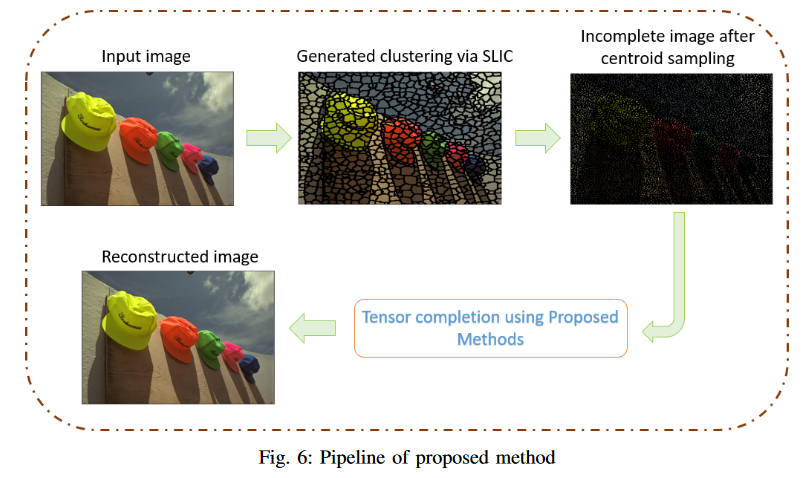 Input image
Generated clustering via SLIC
Incomplete image after
centroid sampling
Reconstructed image
Tensor completion using Proposed
Methods
Fig. 6: Pipeline of proposed method